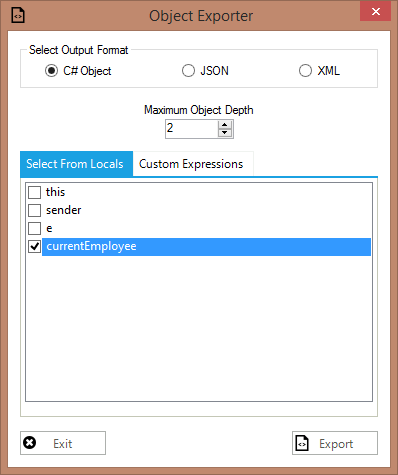 Object Exporter
Select Output Format
C# Object JSON XML
Maximum Object Depth
2
Select From Locals Custom Expressions
this
sender
e
currentEmployee
Exit Export